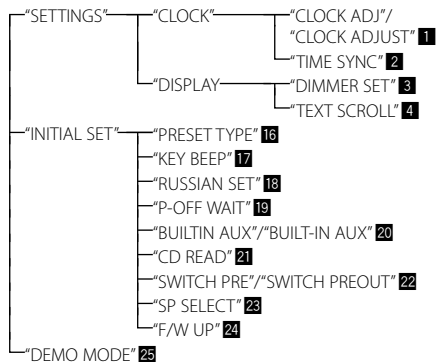 “SETTINGS” “CLOCK” “CLOCK ADJ”/
“CLOCK ADJUST” 1
“TIME SYNC” 2
“DISPLAY “DIMMER SET” 3
“TEXT SCROLL” 4
“INITIAL SET” “PRESET TYPE” 16
“KEY BEEP” 17
“RUSSIAN SET” 18
“P-OFF WAIT” 19
“BUILTIN AUX”/“BUILT-IN AUX” 20
“CD READ” 21
“SWITCH PRE”/“SWITCH PREOUT” 22
“SP SELECT” 23
“F/W UP” 24
“DEMO MODE” 25